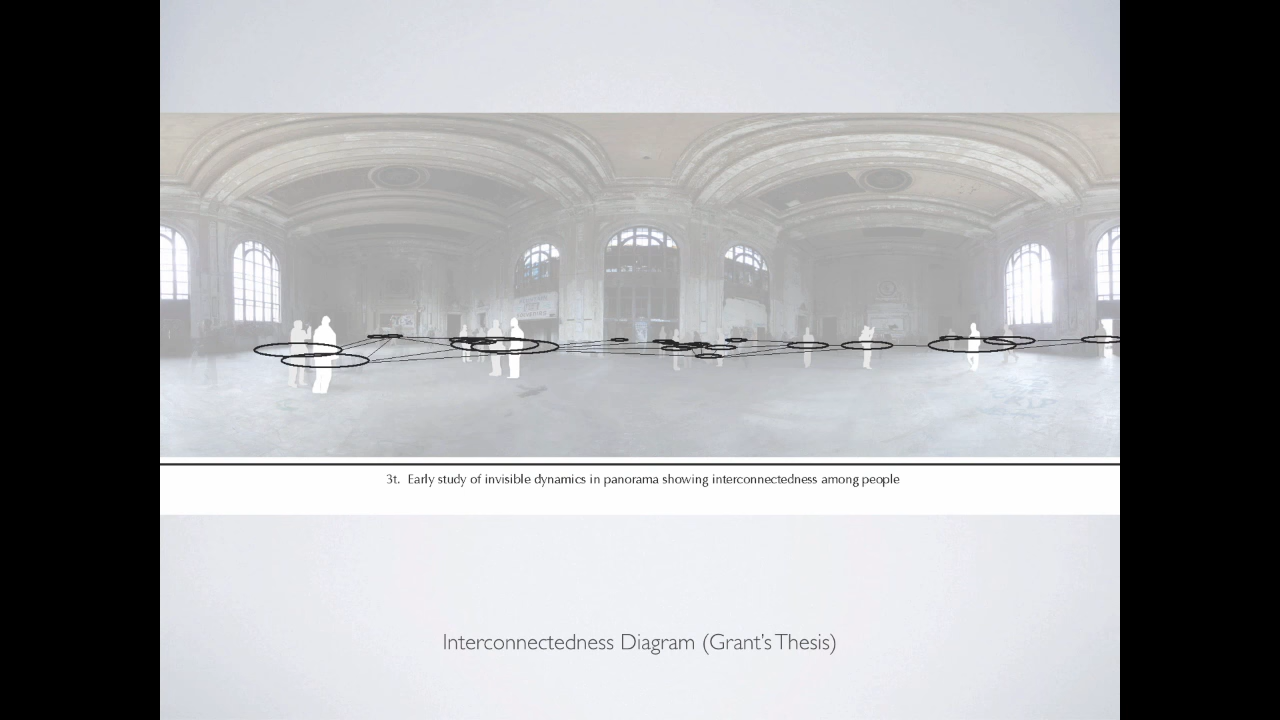 3t. Early study of invisible dynamics in panorama showing interconnectedness among people
Interconnectedness Diagram (Grant's Thesis)